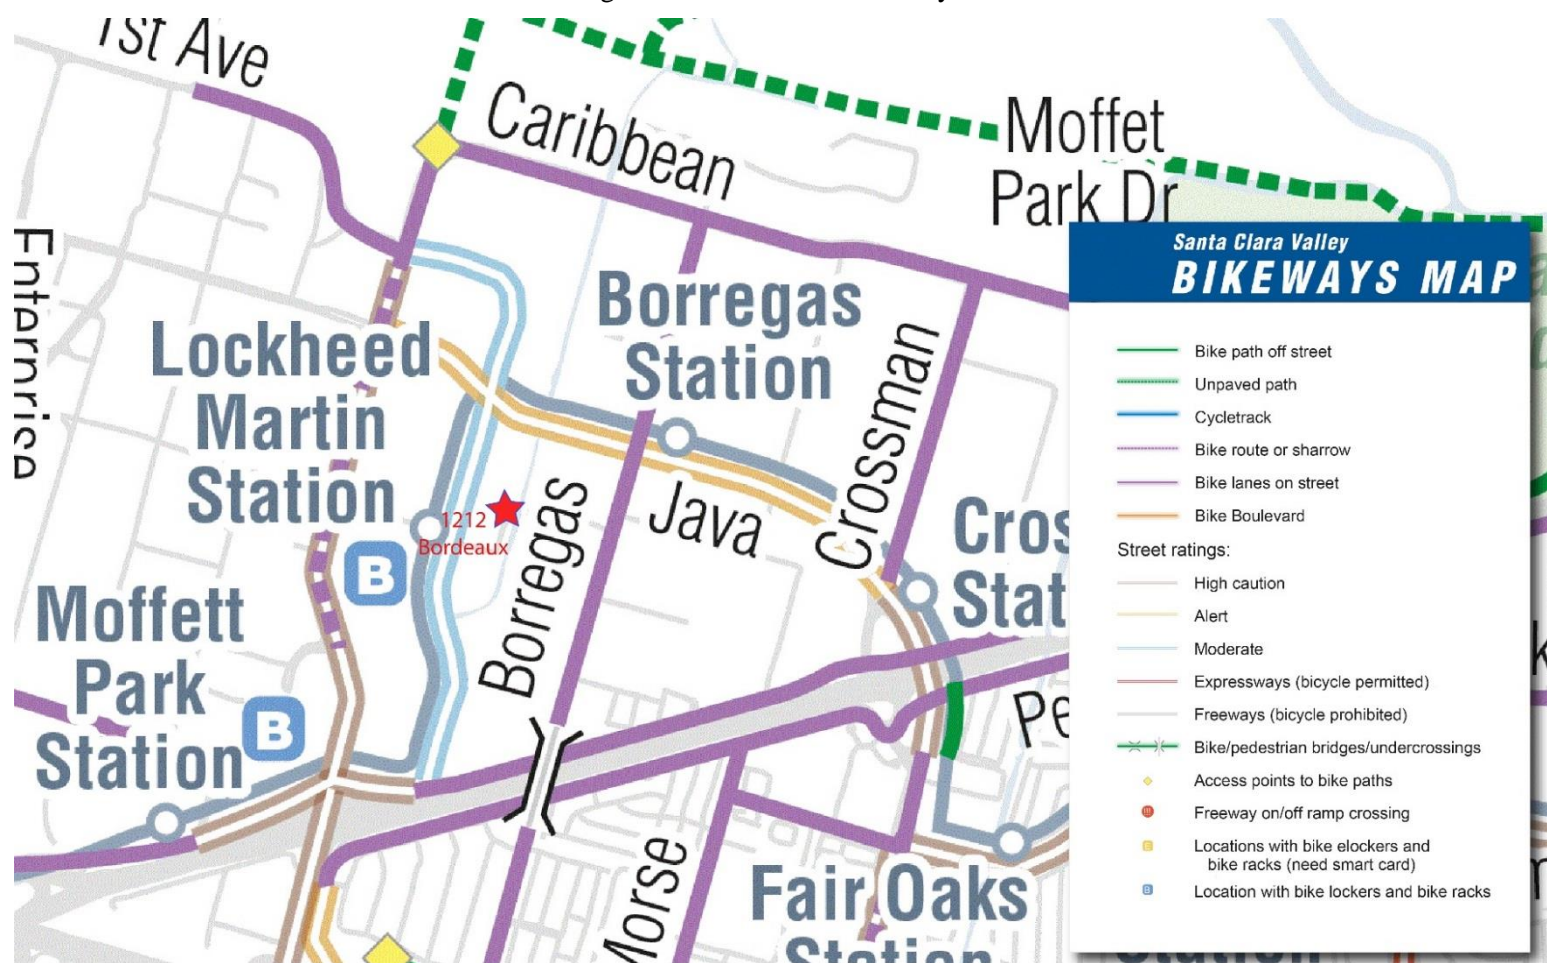 1st Ave
Caribbean
Moffet
Park Dr
Enterprise
Lockheed
Martin
Station
Borregas
Station
Crossman
1212
Bordeaux
Borregas
Java
Cros
Stat
Moffett
Park
Station
B
B
Pe
Morse
Fair Oaks
Station
Santa Clara Valley
BIKEWAYS MAP
Bike path off street
Unpaved path
Cycletrack
Bike route or sharrow
Bike lanes on street
Bike Boulevard
Street ratings:
High caution
Alert
Moderate
Expressways (bicycle permitted)
Freeways (bicycle prohibited)
Bike/pedestrian bridges/undercrossings
Access points to bike paths
Freeway on/off ramp crossing
Locations with bike elockers and
bike racks (need smart card)
Location with bike lockers and bike racks